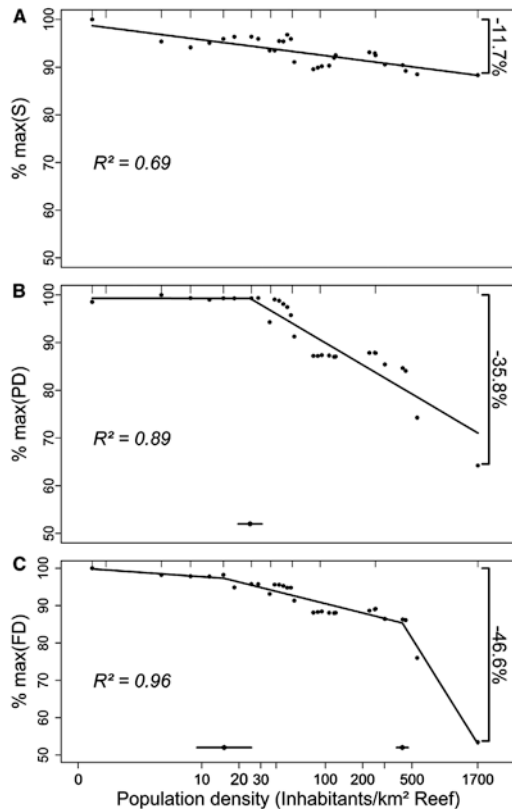 A
100
90
80
70
60
50
% max(S)
R² = 0.69
-11.7%
B
100
90
80
70
60
50
% max(PD)
R² = 0.89
-35.8%
C
100
90
80
70
60
50
% max(FD)
R² = 0.96
-46.6%
0 10 20 30 100 500 1700
Population density (Inhabitants/km² Reef)